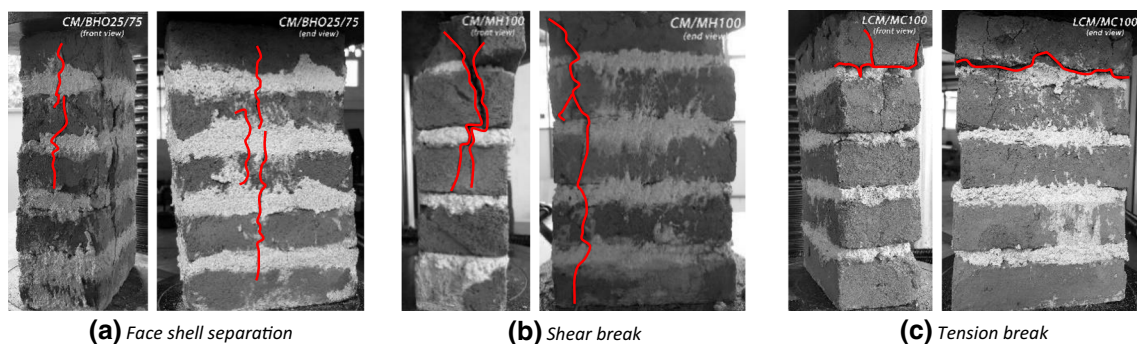 CM/BHO25/75
(front view)
CM/BHO25/75
(end view)
CM/MH100
(front view)
CM/MH100
(end view)
LCM/MC100
(front view)
LCM/MC100
(end view)
(a) Face shell separation
(b) Shear break
(c) Tension break